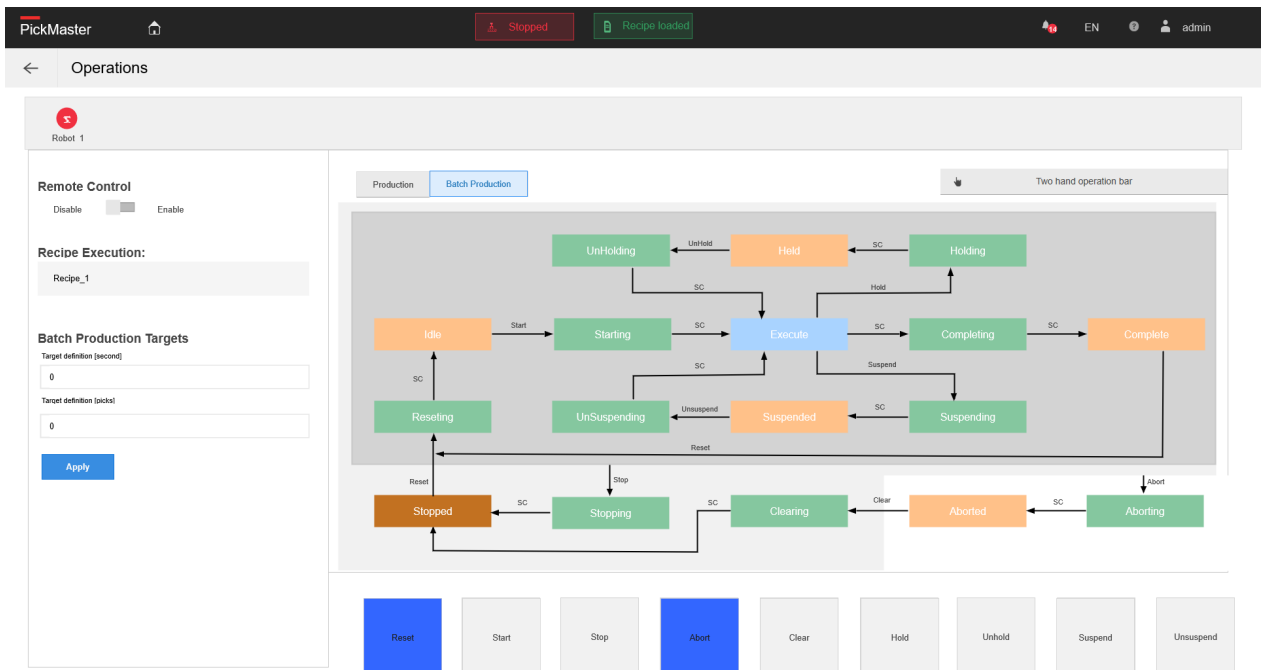 PickMaster
Stopped
Recipe loaded
14
EN
?
admin
Operations
Robot 1
Remote Control
Disable
Enable
Recipe Execution:
Recipe_1
Batch Production Targets
Target definition [second]
0
Target definition [picks]
0
Apply
Production
Batch Production
Two hand operation bar
UnHolding
UnHold
Held
SC
Holding
SC
Hold
Idle
Start
Starting
SC
Execute
SC
Completing
SC
Complete
SC
SC
Suspend
Reseting
UnSuspending
Unsuspend
Suspended
SC
Suspending
Reset
Reset
Stop
Abort
Stopped
SC
Stopping
SC
Clearing
Clear
Aborted
SC
Aborting
Reset
Start
Stop
Abort
Clear
Hold
Unhold
Suspend
Unsuspend